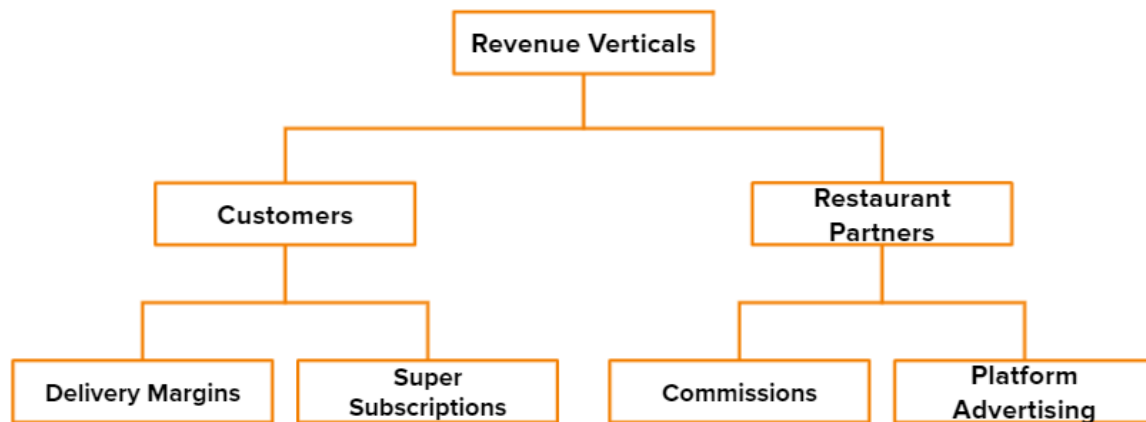 Revenue Verticals
Customers
Restaurant
Partners
Delivery Margins
Super
Subscriptions
Commissions
Platform
Advertising